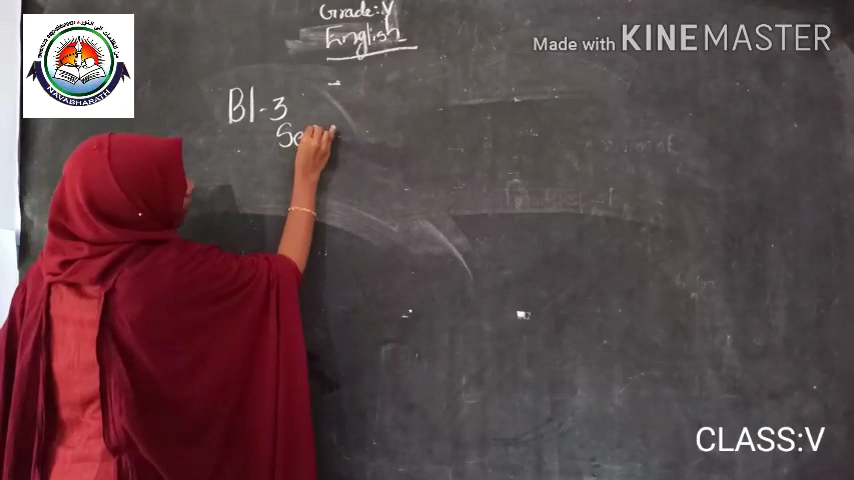 Grade:V
English
Made with KINEMASTER
NAVABHARATH
Bl-3
Se
CLASS:V